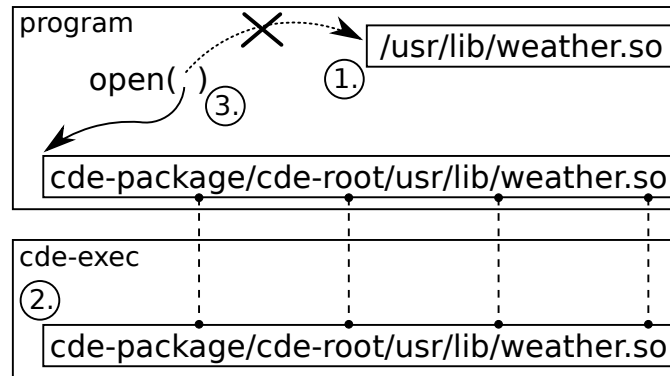 program
/usr/lib/weather.so
1.
open( )
3.
cde-package/cde-root/usr/lib/weather.so
cde-exec
2.
cde-package/cde-root/usr/lib/weather.so